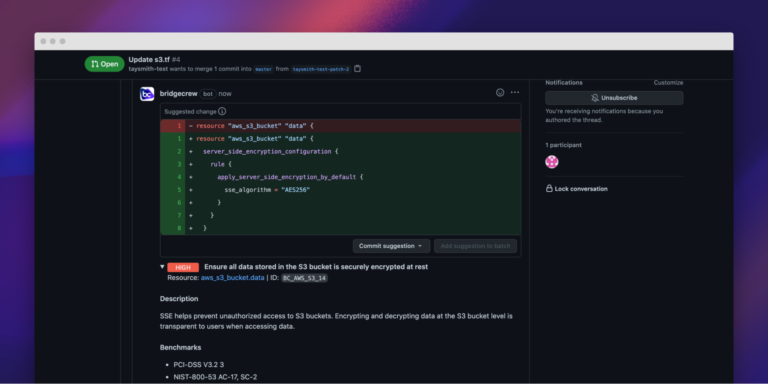 Open
Update s3.tf #4
taysmith-test wants to merge 1 commit into master from taysmith-test-patch-2
bc
bridgecrew bot now
Suggested change
1 - resource "aws_s3_bucket" "data" {
1 + resource "aws_s3_bucket" "data" {
2 + server_side_encryption_configuration {
3 + rule {
4 + apply_server_side_encryption_by_default {
5 + sse_algorithm = "AES256"
6 + }
7 + }
8 + }
Commit suggestion
Add suggestion to batch
HIGH Ensure all data stored in the S3 bucket is securely encrypted at rest
Resource: aws_s3_bucket.data | ID: BC_AWS_S3_14
Description
SSE helps prevent unauthorized access to S3 buckets. Encrypting and decrypting data at the S3 bucket level is
transparent to users when accessing data.
Benchmarks
• PCI-DSS V3.2 3
• NIST-800-53 AC-17, SC-2
Notifications
Customize
Unsubscribe
You're receiving notifications because you
authored the thread.
1 participant
Lock conversation